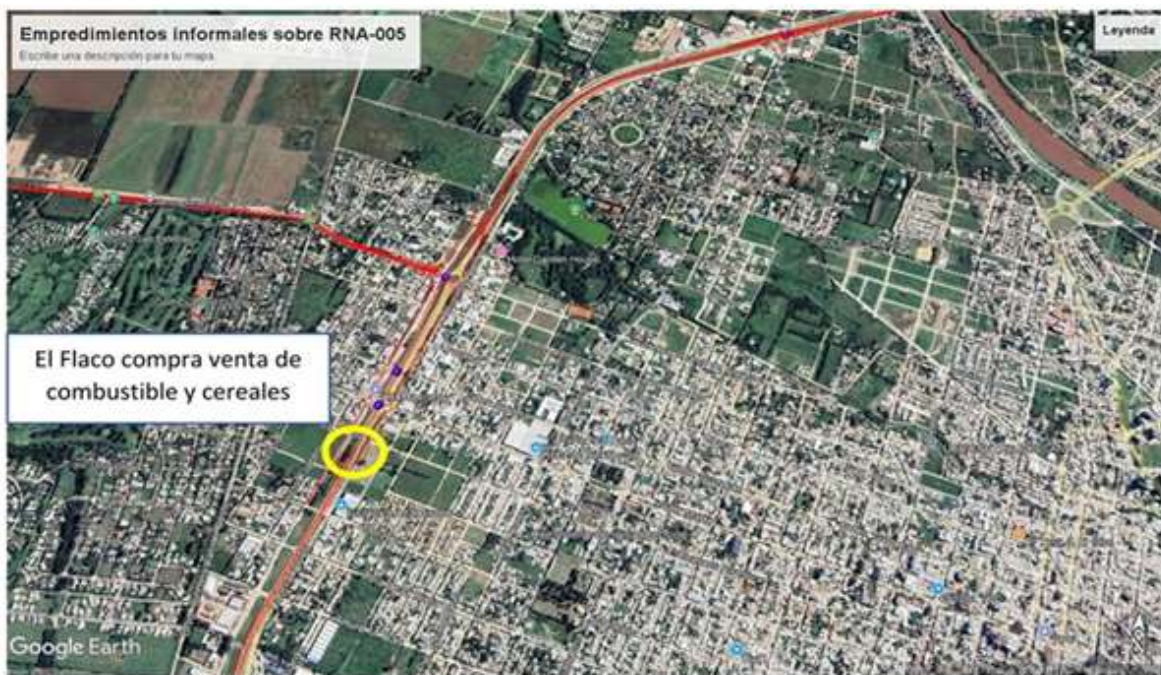 Empredimientos informales sobre RNA-005
Escribe una descripción para tu mapa.
Leyenda
El Flaco compra venta de
combustible y cereales
Google Earth